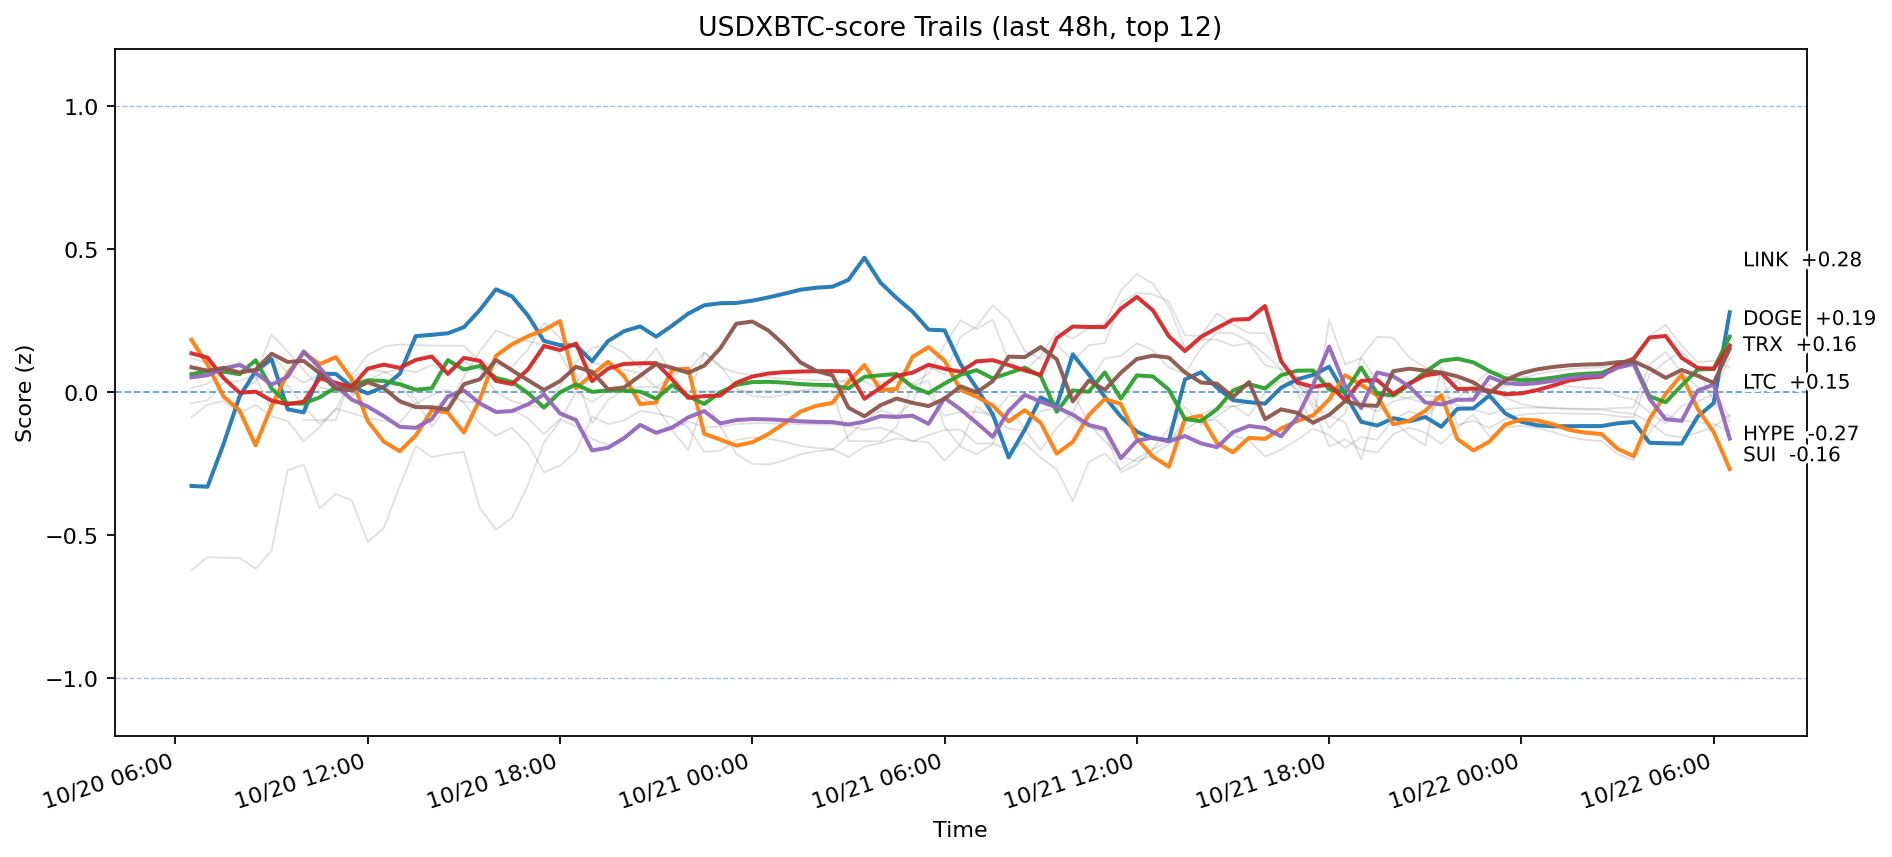 USDXBTC-score Trails (last 48h, top 12)
Score (z)
1.0
0.5
0.0
−0.5
−1.0
LINK +0.28
DOGE +0.19
TRX +0.16
LTC +0.15
HYPE -0.27
SUI -0.16
10/20 06:00
10/20 12:00
10/20 18:00
10/21 00:00
10/21 06:00
10/21 12:00
10/21 18:00
10/22 00:00
10/22 06:00
Time